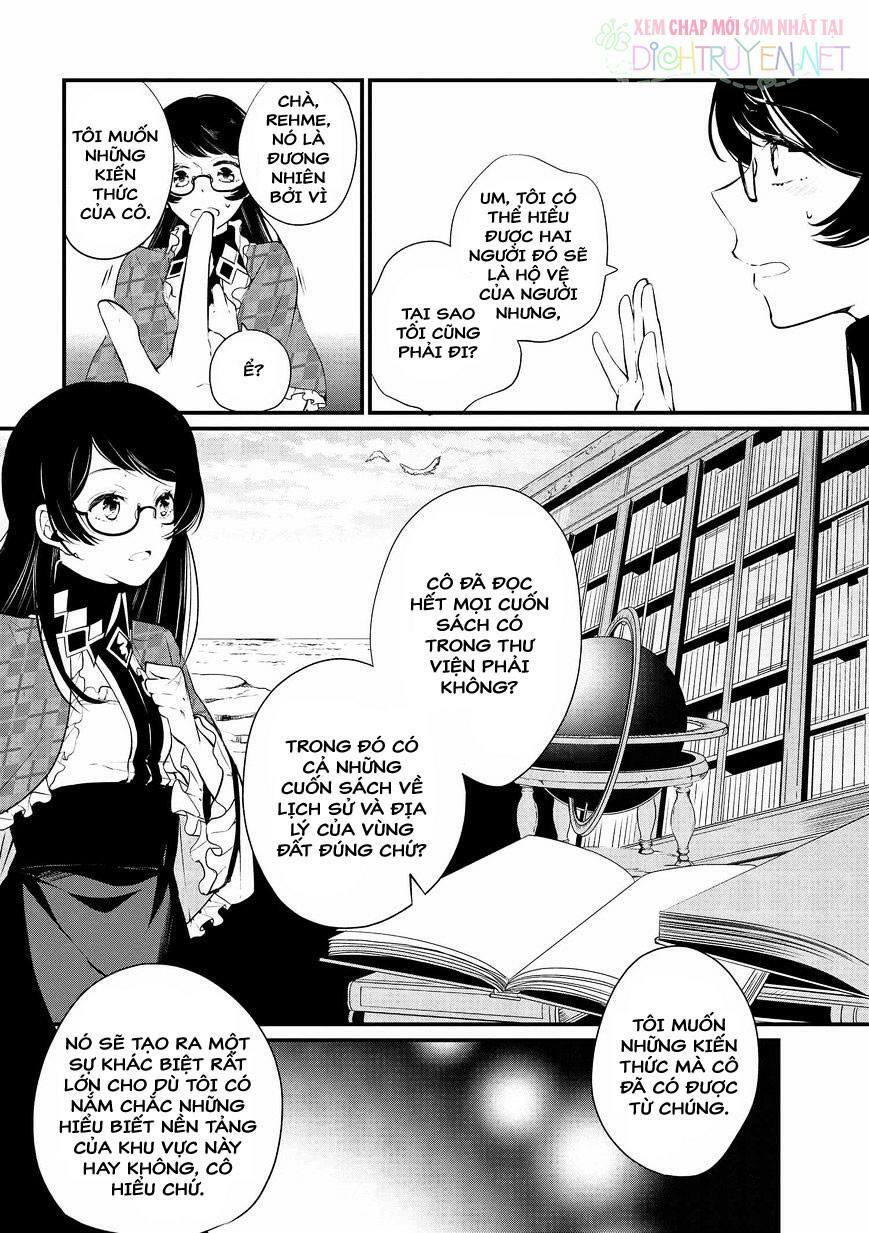 XEM CHAP MỚI SỚM NHẤT TẠI
DICHTRUYEN.NET
UM, TÔI CÓ
THỂ HIỂU
ĐƯỢC HAI
NGƯỜI ĐÓ SẼ
LÀ HỘ VỆ
CỦA NGƯỜI
NHƯNG,
TẠI SAO
TÔI CŨNG
PHẢI ĐI?
CHÀ,
REHME,
NÓ LÀ
ĐƯƠNG
NHIÊN
BỞI VÌ
TÔI MUỐN
NHỮNG
KIẾN
THỨC
CỦA CÔ.
Ể?
CÔ ĐÃ ĐỌC
HẾT MỌI CUỐN
SÁCH CÓ
TRONG THƯ
VIỆN PHẢI
KHÔNG?
TRONG ĐÓ CÓ
CẢ NHỮNG
CUỐN SÁCH VỀ
LỊCH SỬ VÀ ĐỊA
LÝ CỦA VÙNG
ĐẤT ĐÚNG CHỨ?
TÔI MUỐN
NHỮNG KIẾN
THỨC MÀ CÔ
ĐÃ CÓ ĐƯỢC
TỪ CHÚNG.
NÓ SẼ TẠO RA MỘT
SỰ KHÁC BIỆT RẤT
LỚN CHO DÙ TÔI CÓ
NẮM CHẮC NHỮNG
HIỂU BIẾT NỀN TẢNG
CỦA KHU VỰC NÀY
HAY KHÔNG, CÔ
HIỂU CHỨ.